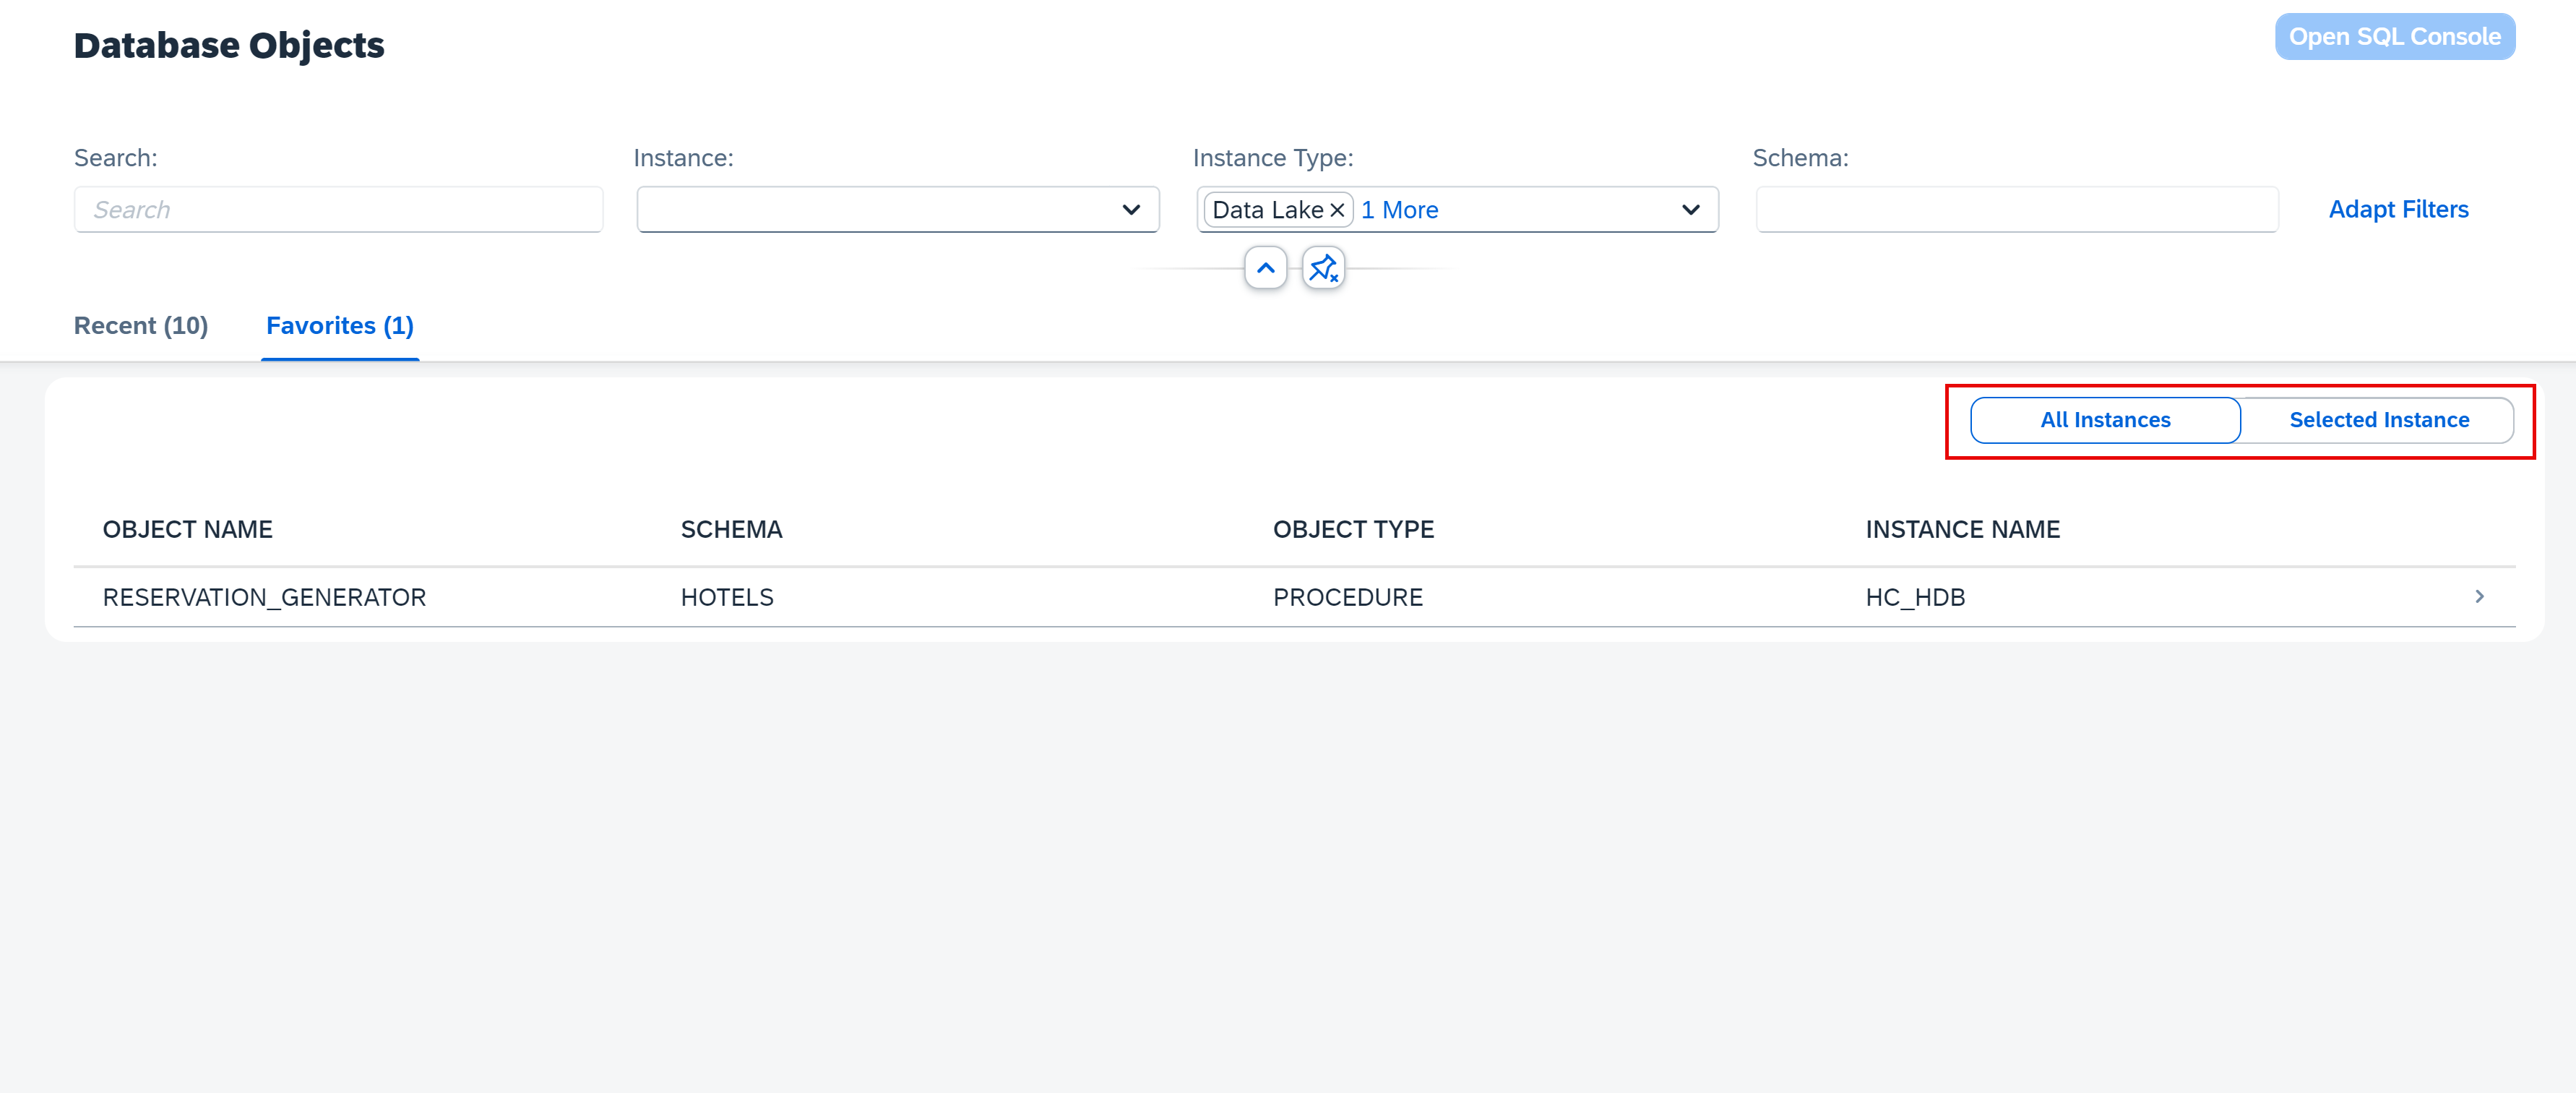 Database Objects
Open SQL Console
Search:
Instance:
Instance Type:
Schema:
Search
Data Lake
1 More
Adapt Filters
Recent (10)
Favorites (1)
All Instances
Selected Instance
OBJECT NAME
SCHEMA
OBJECT TYPE
INSTANCE NAME
RESERVATION_GENERATOR
HOTELS
PROCEDURE
HC_HDB